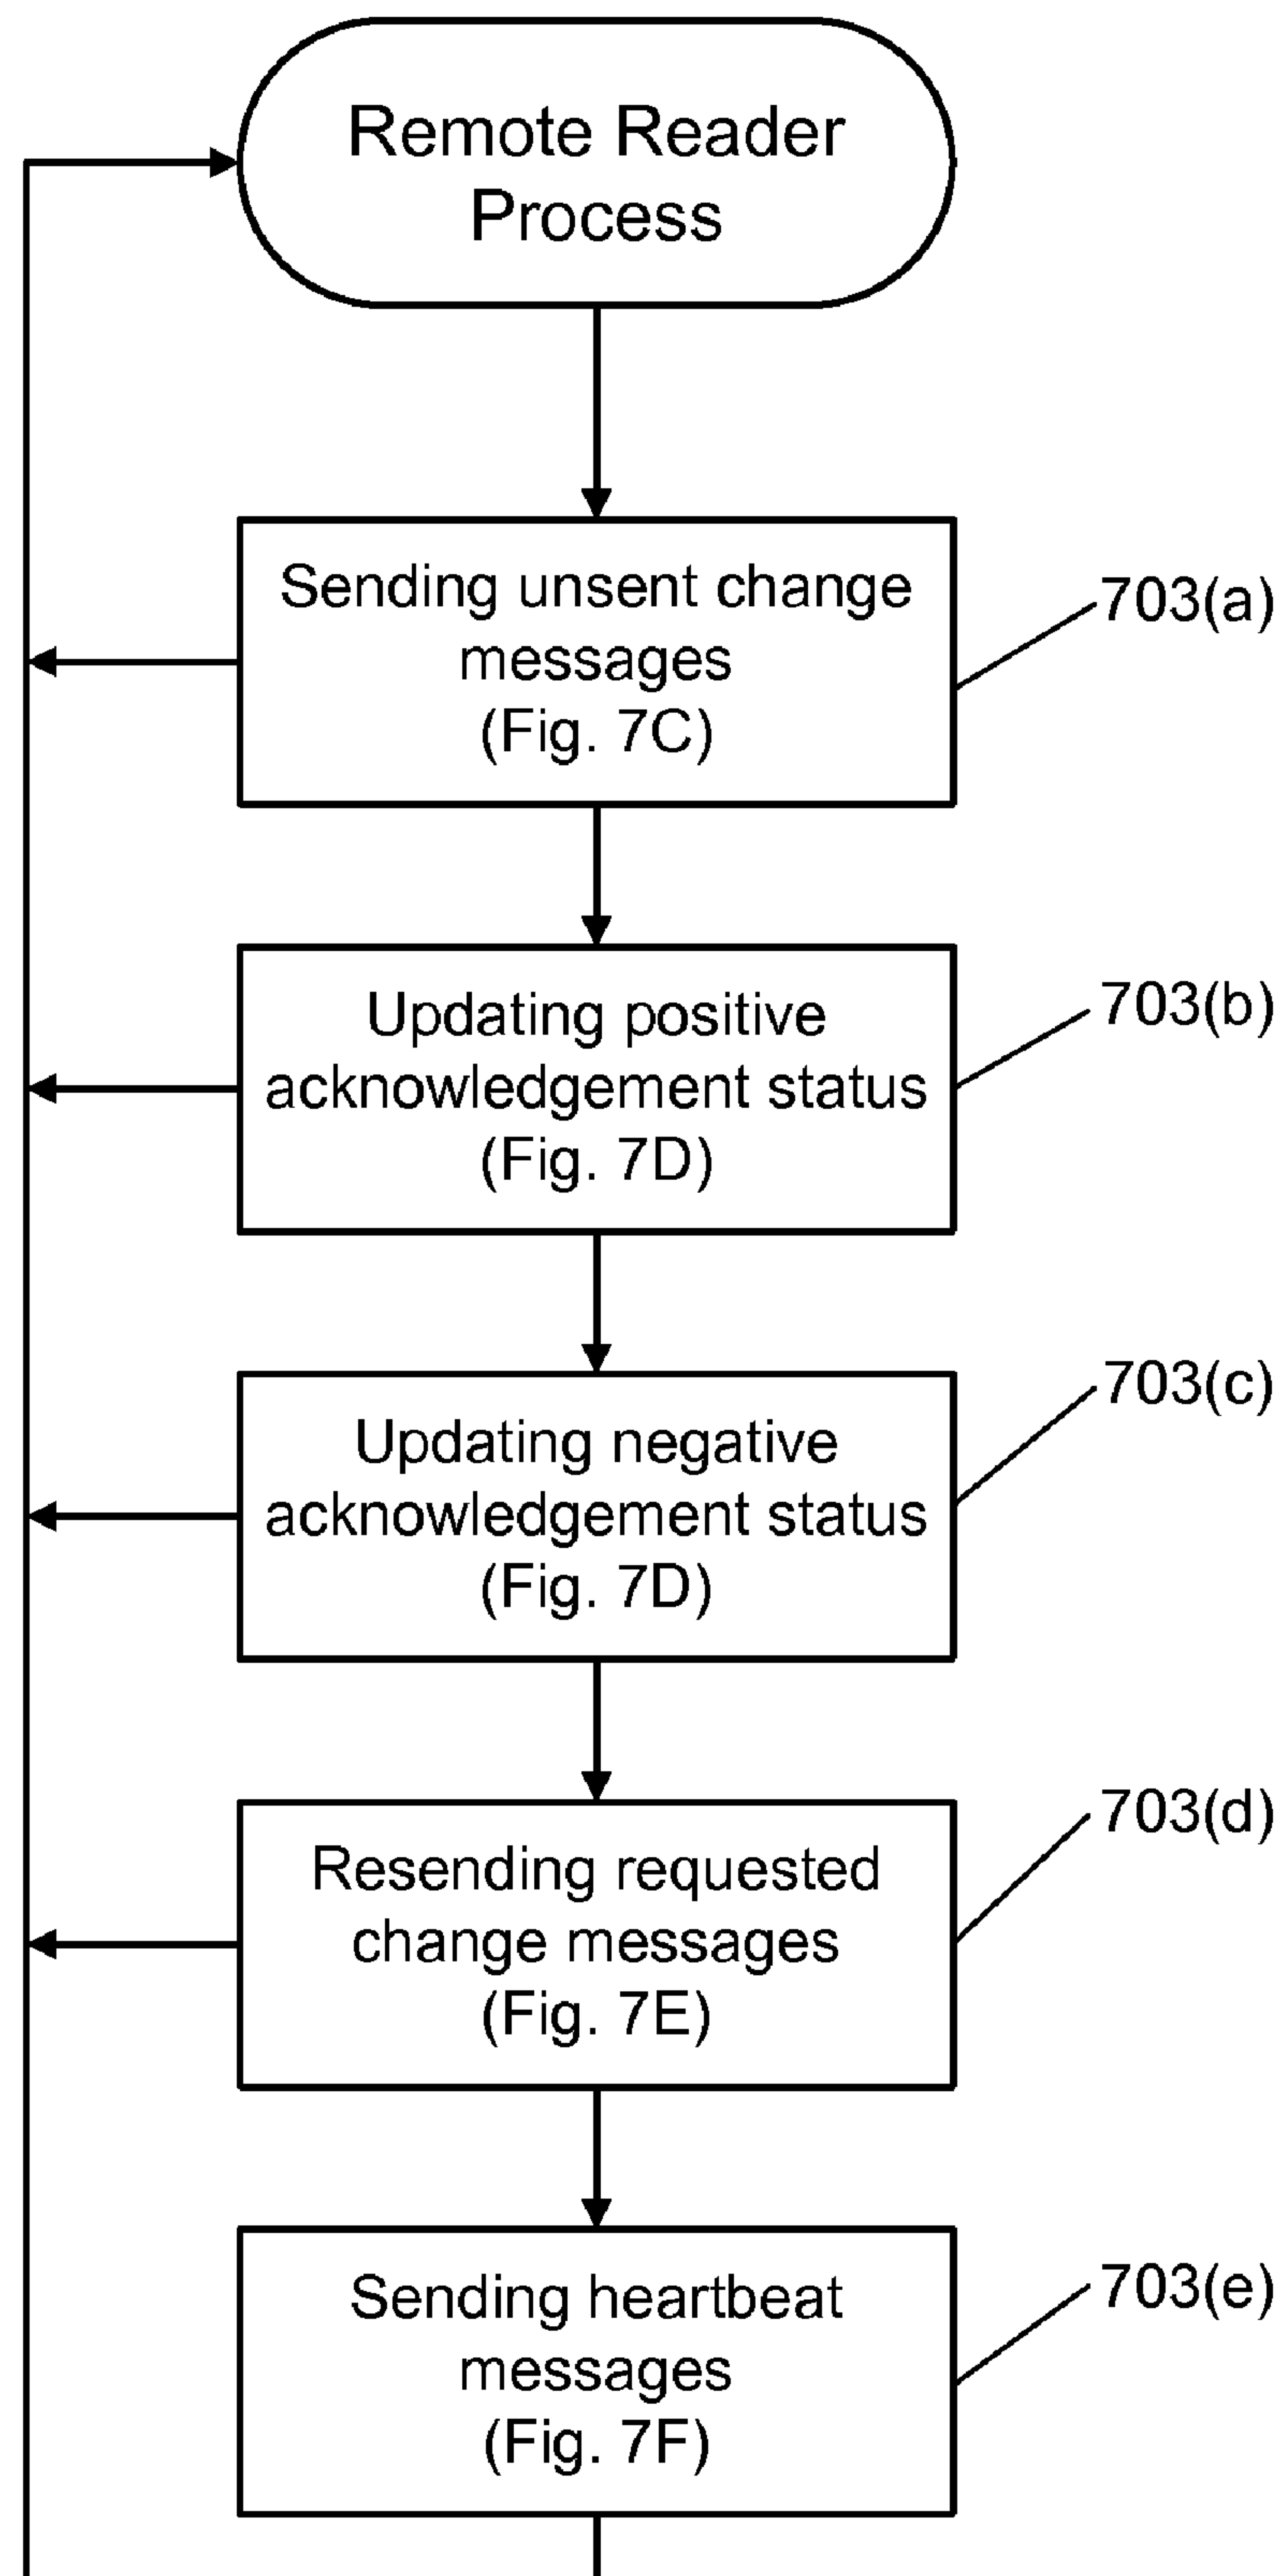 Remote Reader
Process
Sending unsent change
messages
(Fig. 7C)
703(a)
Updating positive
acknowledgement status
(Fig. 7D)
703(b)
Updating negative
acknowledgement status
(Fig. 7D)
703(c)
Resending requested
change messages
(Fig. 7E)
703(d)
Sending heartbeat
messages
(Fig. 7F)
703(e)